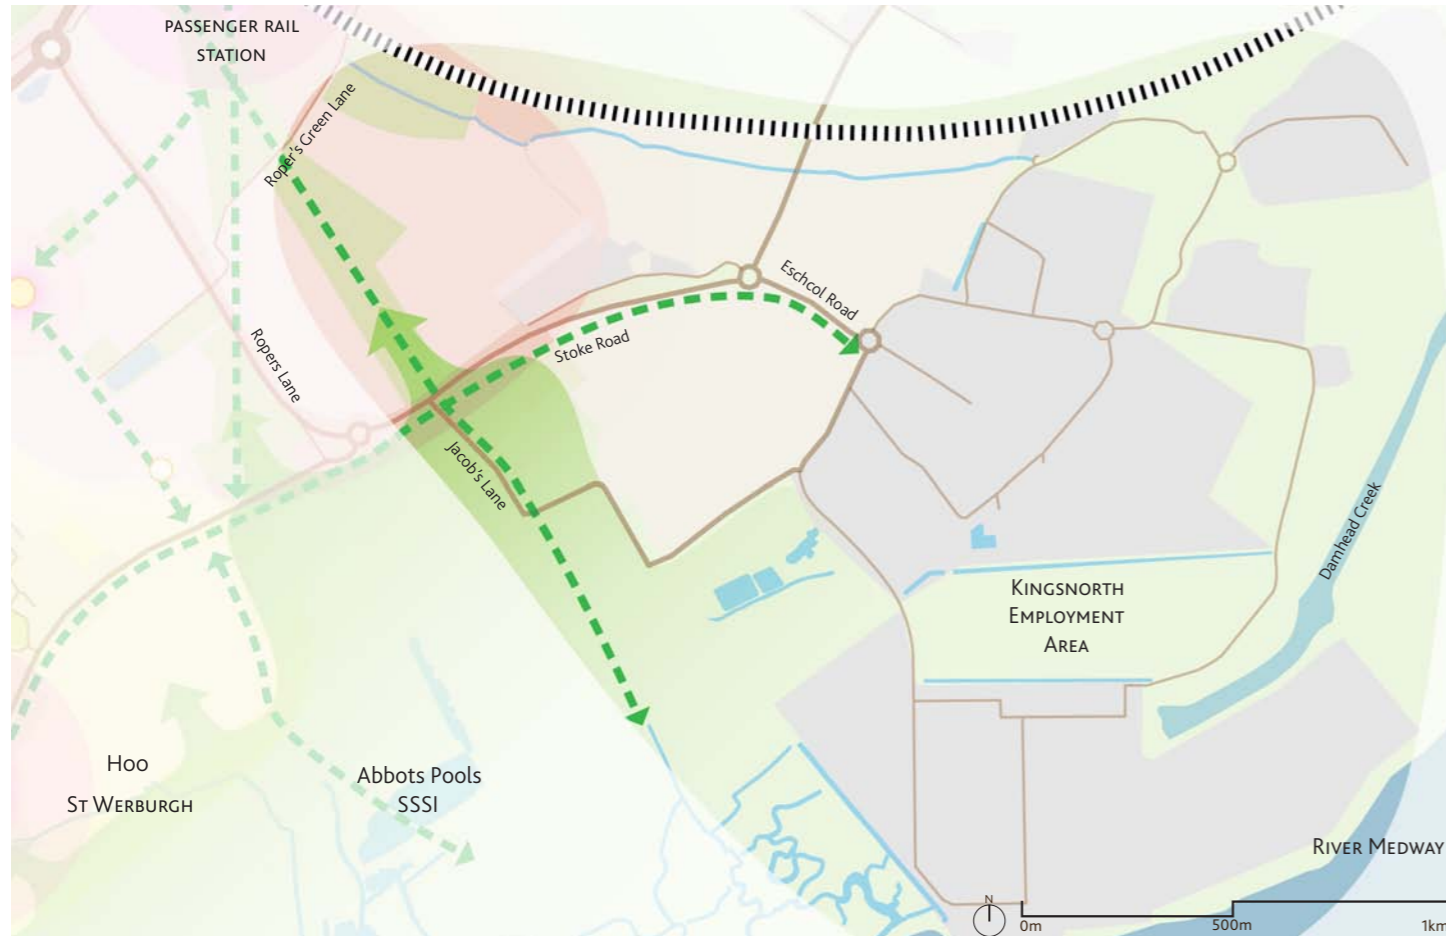 PASSENGER RAIL
STATION
Roper's Green Lane
Eschcol Road
Stoke Road
Ropers Lane
Jacob's Lane
Damhead Creek
KINGSNORTH
EMPLOYMENT
AREA
HOO
ST WERBURGH
Abbots Pools
SSSI
RIVER MEDWAY
N
0m
500m
1km